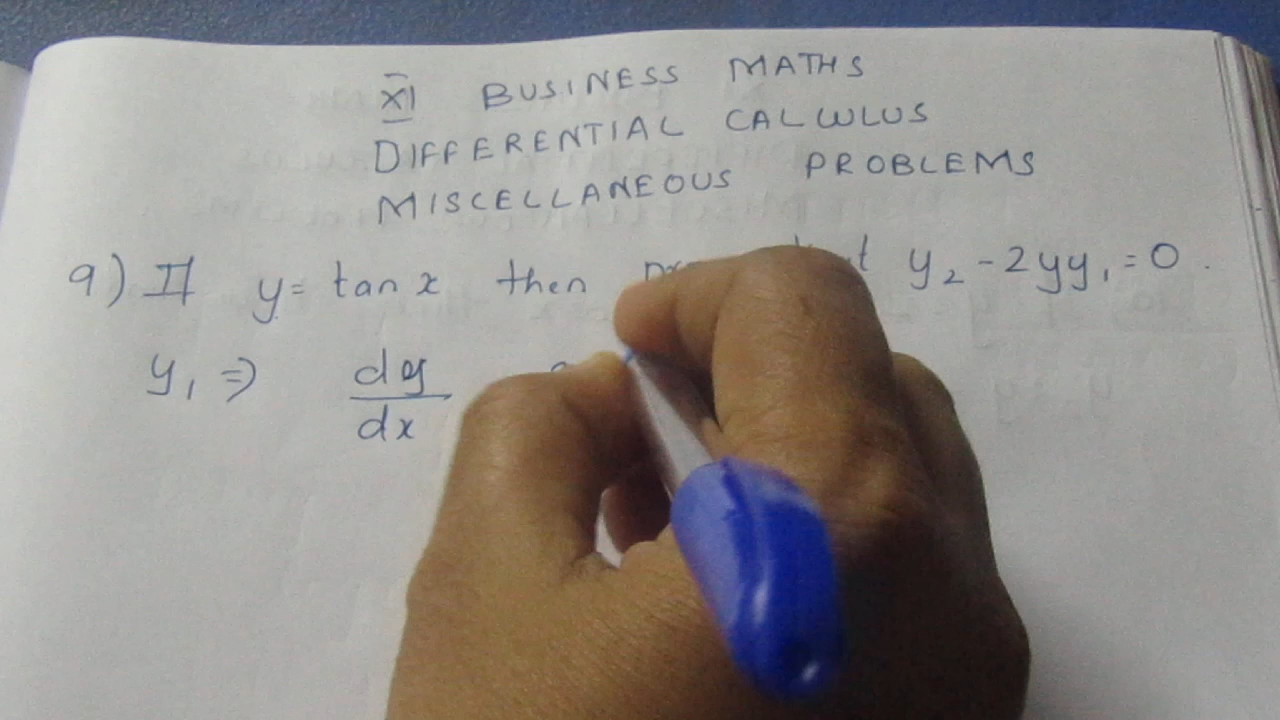 XI BUSINESS MATHS
DIFFERENTIAL CALCULUS
MISCELLANEOUS PROBLEMS
9) If y = tan x then y₂ - 2yy₁ = 0.
y₁ ⇒ dy/dx